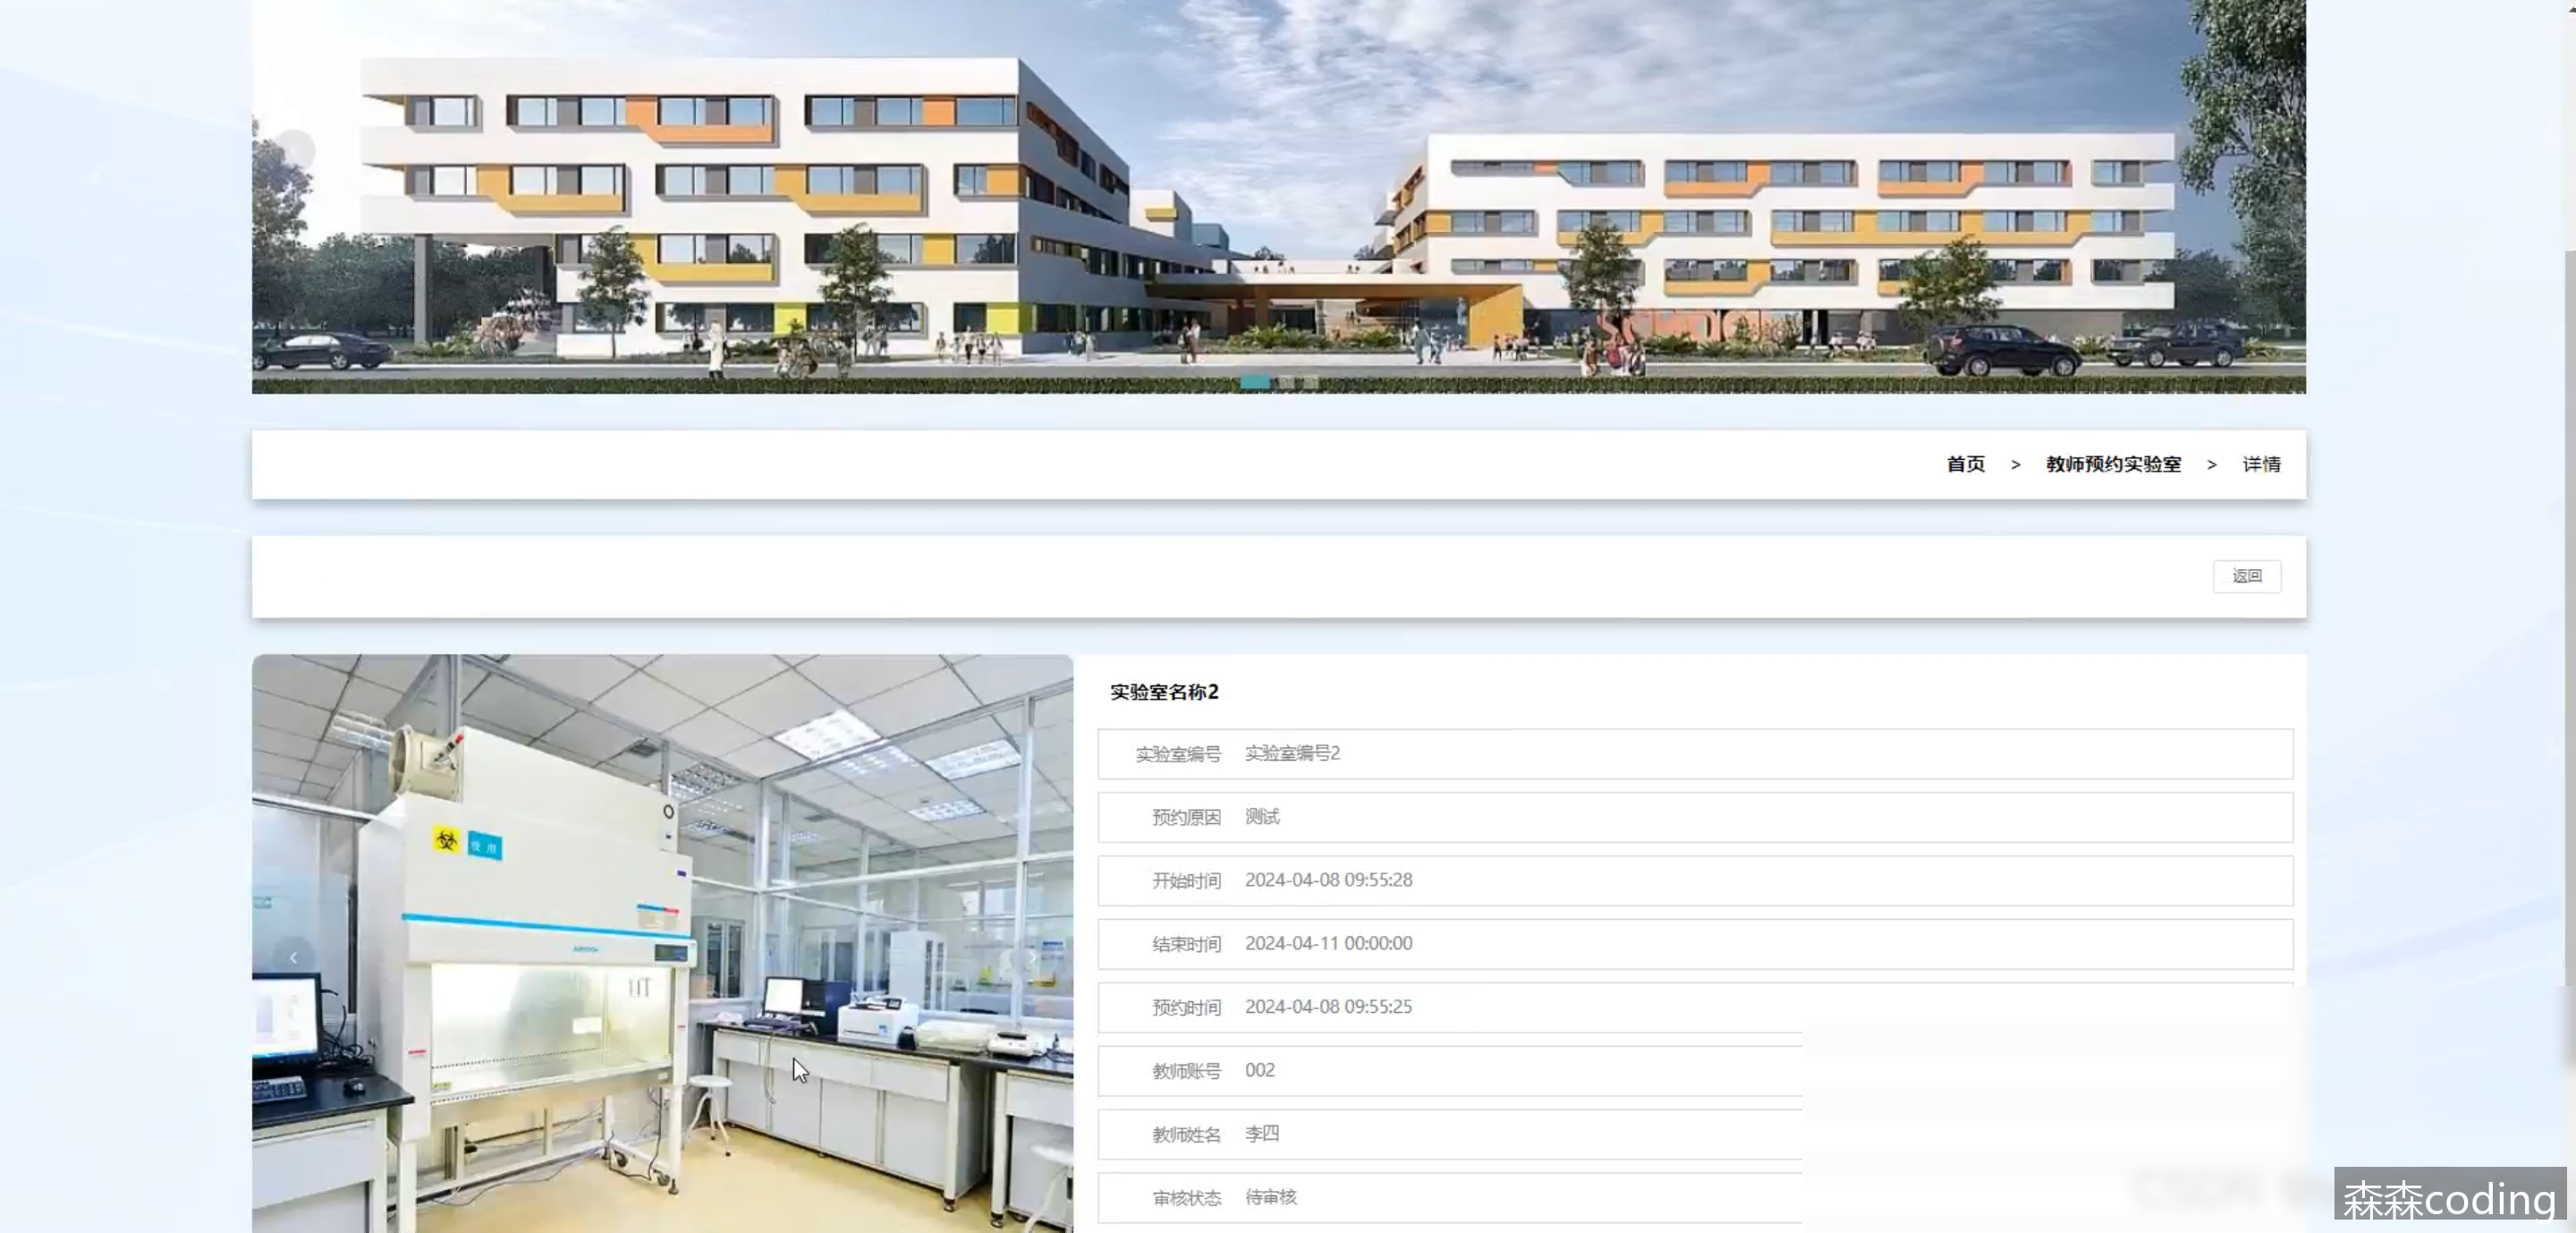 首页 > 教师预约实验室 > 详情
返回
实验室名称2
实验室编号 实验室编号2
预约原因 测试
开始时间 2024-04-08 09:55:28
结束时间 2024-04-11 00:00:00
预约时间 2024-04-08 09:55:25
教师账号 002
教师姓名 李四
审核状态 待审核
森森coding